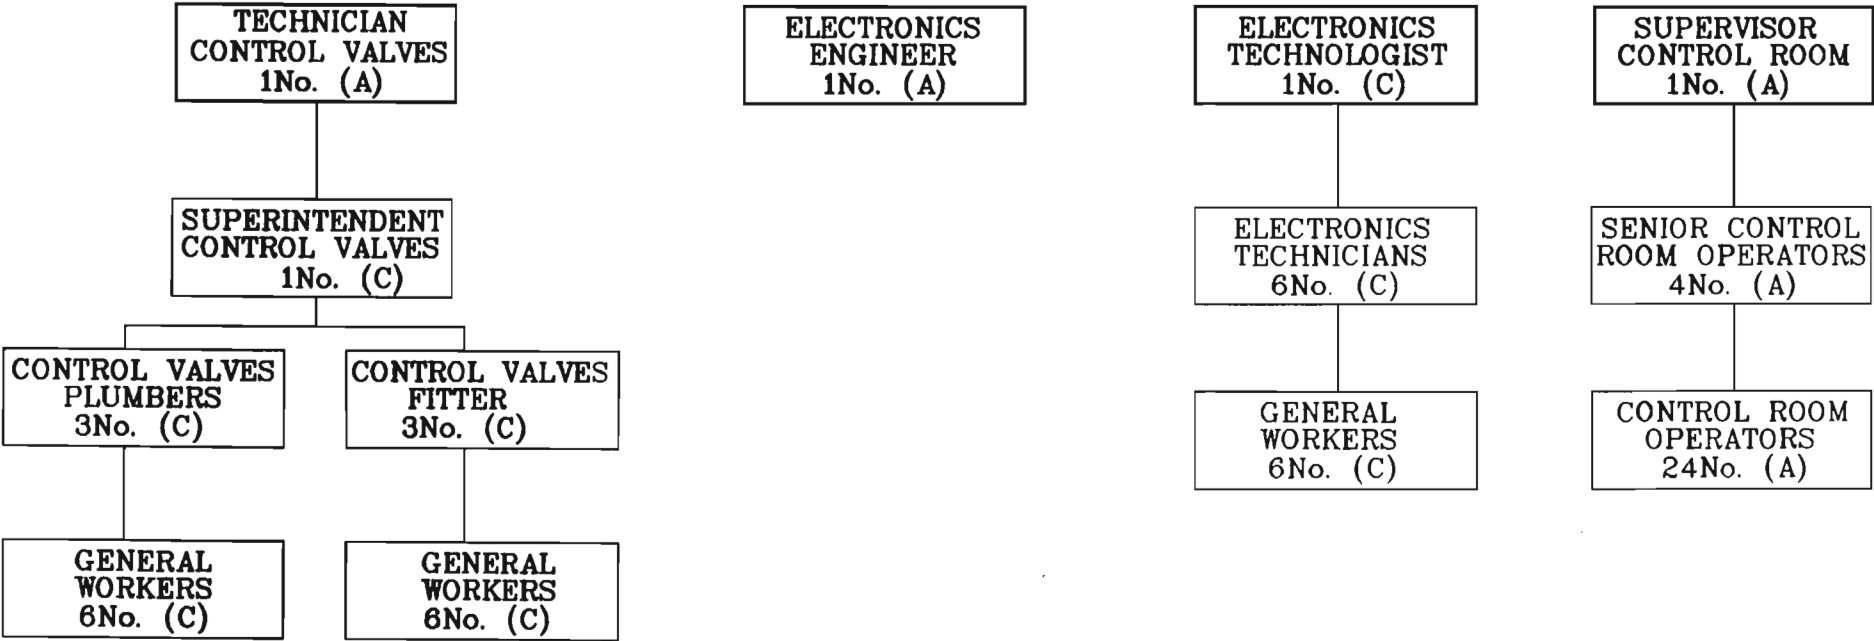 TECHNICIAN
CONTROL VALVES
1No. (A)
ELECTRONICS
ENGINEER
1No. (A)
ELECTRONICS
TECHNOLOGIST
1No. (C)
SUPERVISOR
CONTROL ROOM
1No. (A)
SUPERINTENDENT
CONTROL VALVES
1No. (C)
ELECTRONICS
TECHNICIANS
6No. (C)
SENIOR CONTROL
ROOM OPERATORS
4No. (A)
CONTROL VALVES
PLUMBERS
3No. (C)
CONTROL VALVES
FITTER
3No. (C)
GENERAL
WORKERS
6No. (C)
CONTROL ROOM
OPERATORS
24No. (A)
GENERAL
WORKERS
6No. (C)
GENERAL
WORKERS
6No. (C)